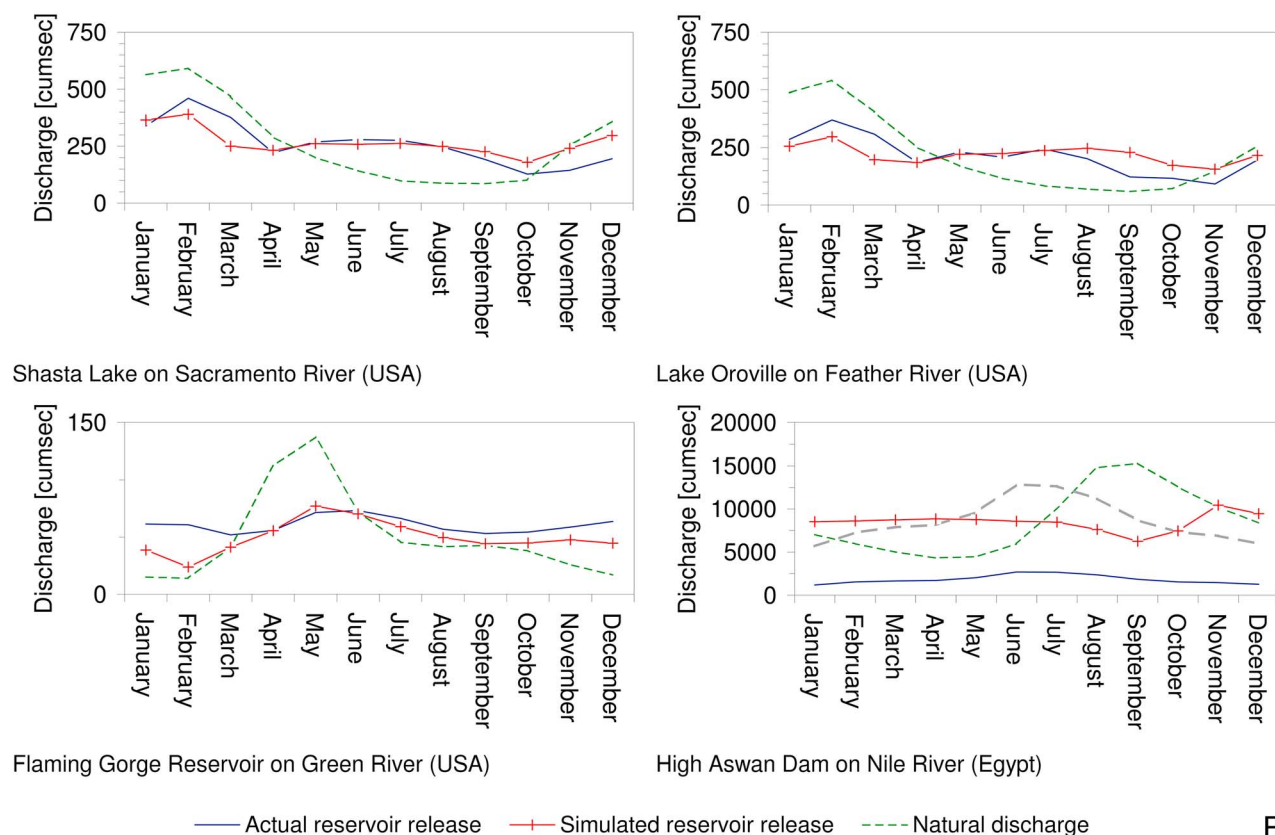 Discharge [cumsec]
750
500
250
0
January
February
March
April
May
June
July
August
September
October
November
December
Shasta Lake on Sacramento River (USA)
Discharge [cumsec]
750
500
250
0
January
February
March
April
May
June
July
August
September
October
November
December
Lake Oroville on Feather River (USA)
Discharge [cumsec]
150
0
January
February
March
April
May
June
July
August
September
October
November
December
Flaming Gorge Reservoir on Green River (USA)
Discharge [cumsec]
20000
15000
10000
5000
0
January
February
March
April
May
June
July
August
September
October
November
December
High Aswan Dam on Nile River (Egypt)
Actual reservoir release Simulated reservoir release Natural discharge